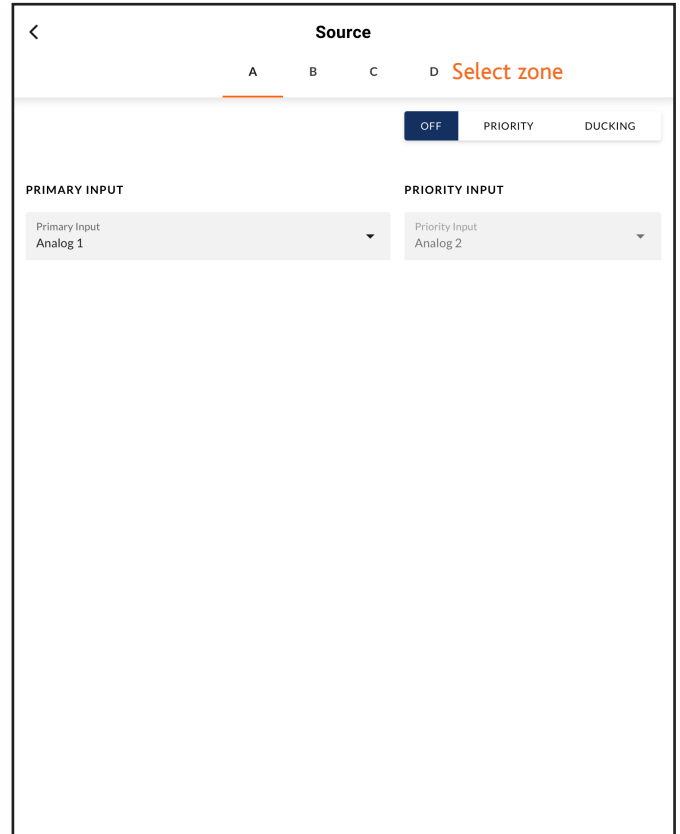 Source
A B C D Select zone
OFF PRIORITY DUCKING
PRIMARY INPUT
PRIORITY INPUT
Primary Input
Analog 1
Priority Input
Analog 2